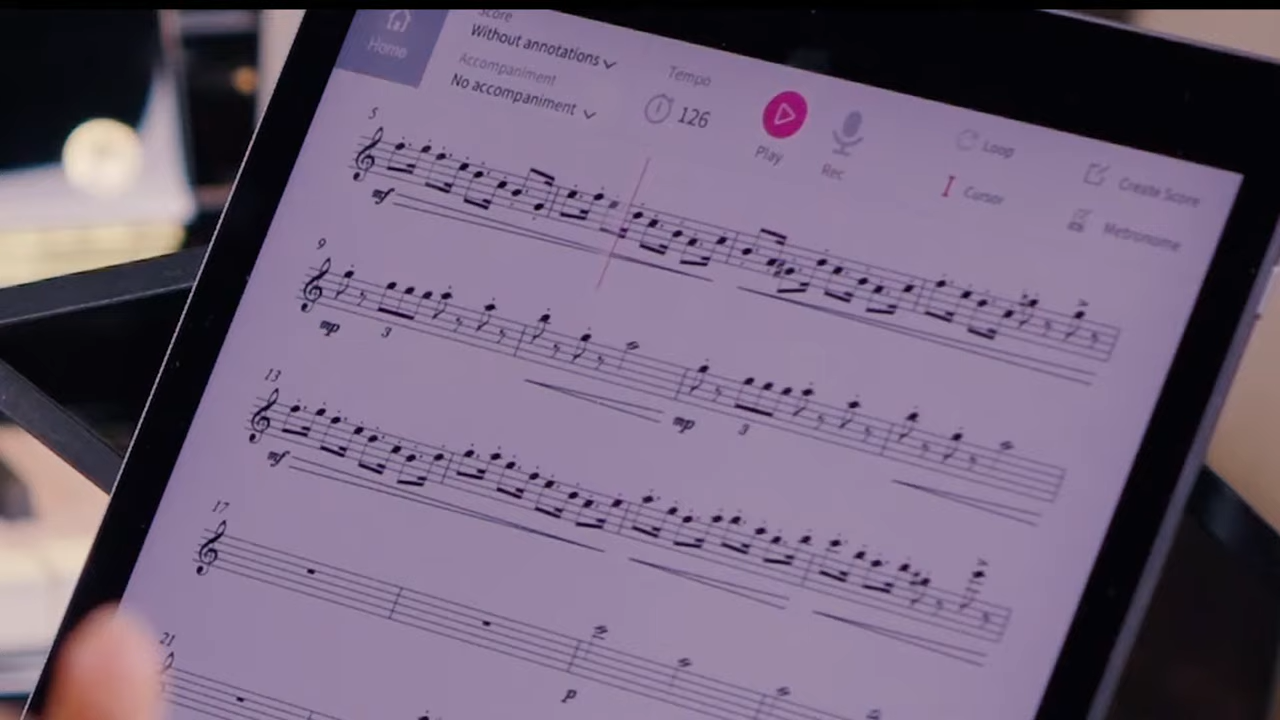 Home
Score
Without annotations
Accompaniment
No accompaniment
Tempo
126
Play
Rec
Loop
Cursor
Create Score
Metronome
5
mf
9
mp
3
mp
3
13
mf
17
p
21